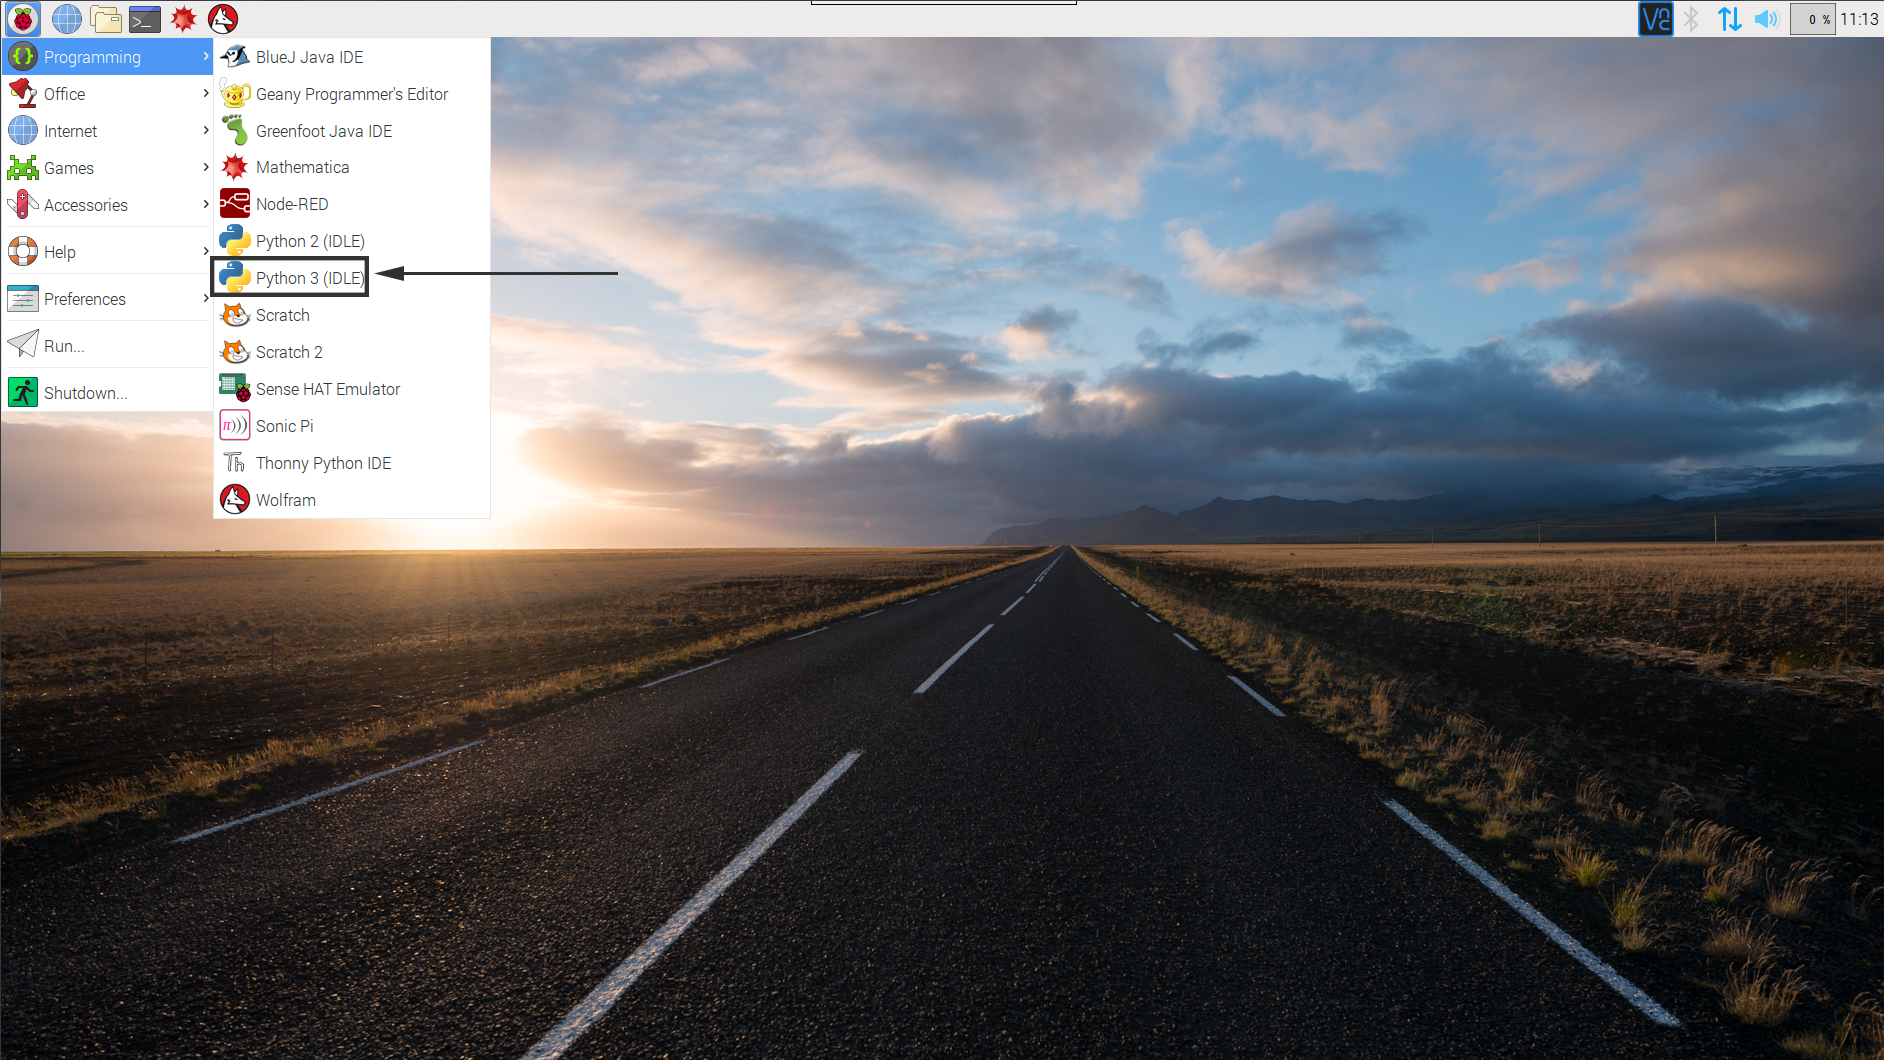 0 %
11:13
Programming
Office
Internet
Games
Accessories
Help
Preferences
Run...
Shutdown...
BlueJ Java IDE
Geany Programmer's Editor
Greenfoot Java IDE
Mathematica
Node-RED
Python 2 (IDLE)
Python 3 (IDLE)
Scratch
Scratch 2
Sense HAT Emulator
Sonic Pi
Thonny Python IDE
Wolfram